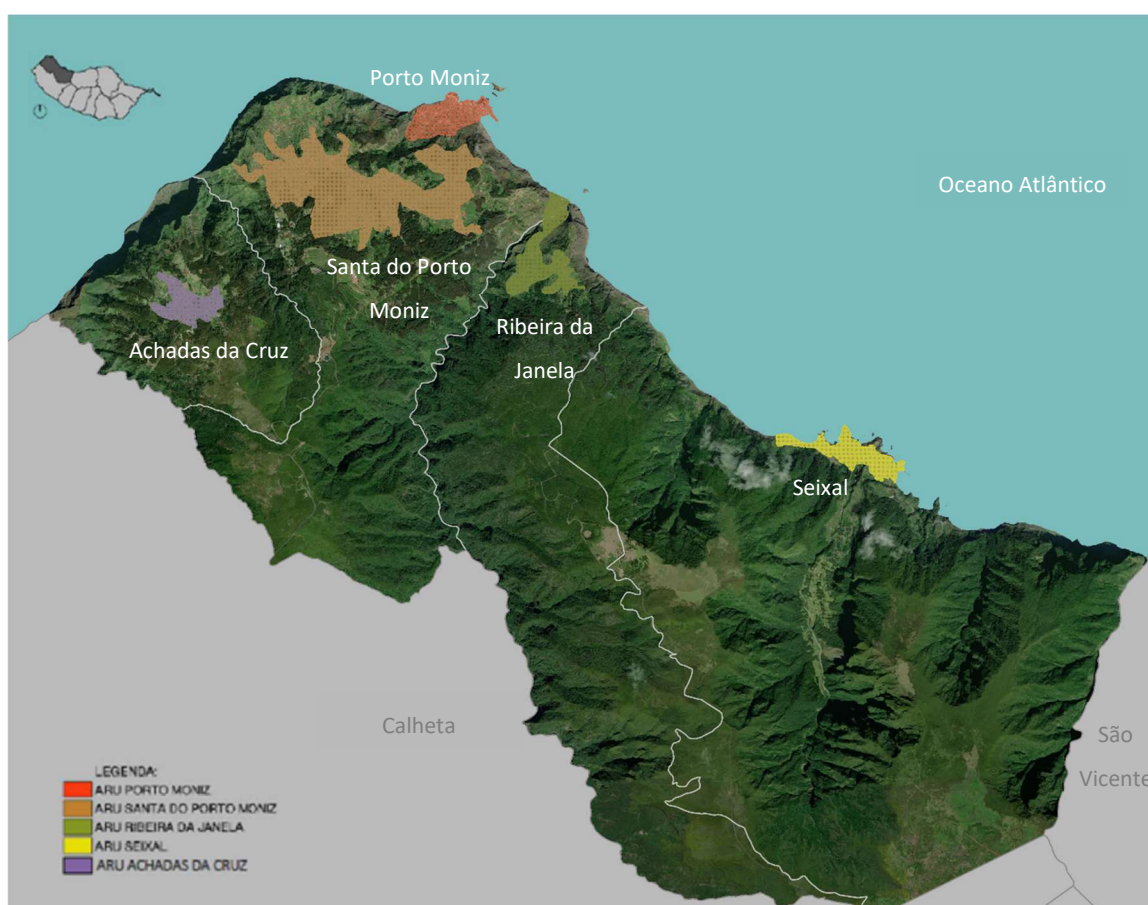 Porto Moniz
Oceano Atlântico
Santa do Porto
Moniz
Ribeira da
Janela
Achadas da Cruz
Seixal
Calheta
São
Vicente
LEGENDA:
ARU PORTO MONIZ
ARU SANTA DO PORTO MONIZ
ARU RIBEIRA DA JANELA
ARU SEIXAL
ARU ACHADAS DA CRUZ